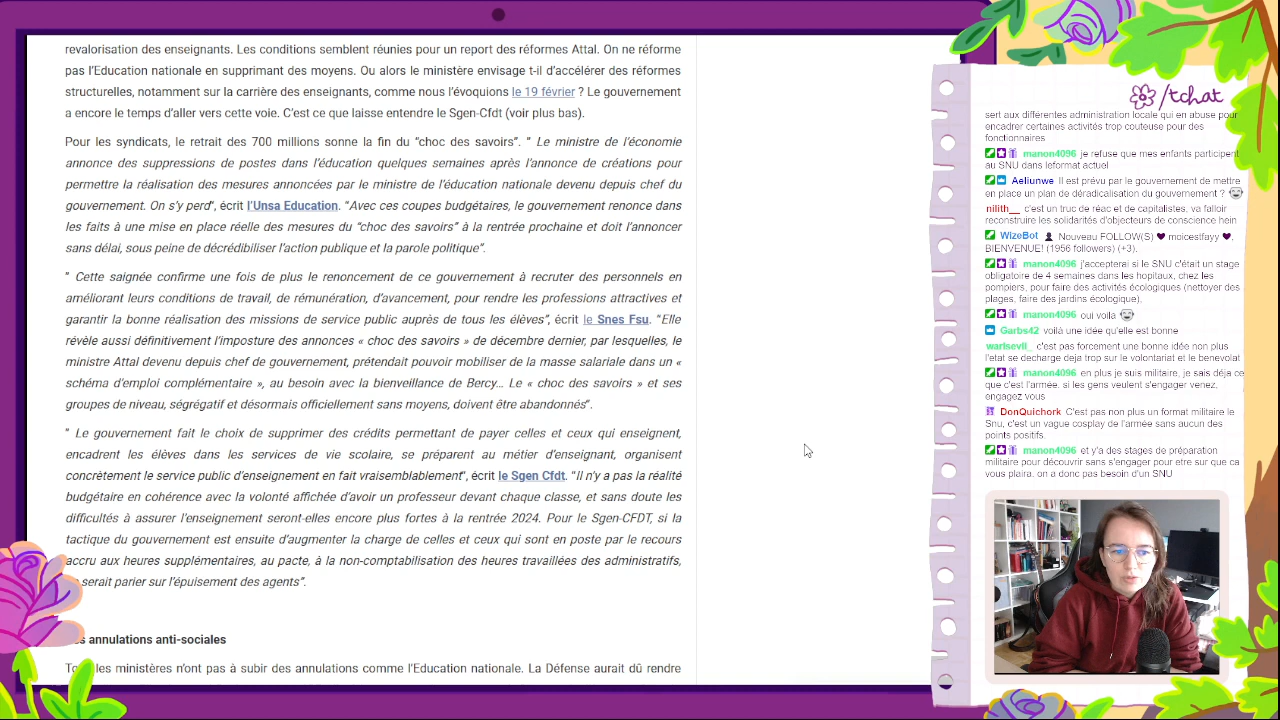 revalorisation des enseignants. Les conditions semblent réunies pour un report des réformes Attal. On ne réforme
pas l'Education nationale en supprimant des moyens. Ou alors le ministère envisage t-il d'accélérer des réformes
structurelles, notamment sur la carrière des enseignants, comme nous l'évoquions le 19 février ? Le gouvernement
a encore le temps d'aller vers cette voie. C'est ce que laisse entendre le Sgen-Cfdt (voir plus bas).
Pour les syndicats, le retrait des 700 millions sonne la fin du “choc des savoirs”. “ Le ministre de l'économie
annonce des suppressions de postes dans l'éducation quelques semaines après l'annonce de créations pour
permettre la réalisation des mesures annoncées par le ministre de l'éducation nationale devenu depuis chef du
gouvernement. On s'y perd“, écrit l'Unsa Education. “Avec ces coupes budgétaires, le gouvernement renonce dans
les faits à une mise en place réelle des mesures du “choc des savoirs” à la rentrée prochaine et doit l'annoncer
sans délai, sous peine de décrédibiliser l'action publique et la parole politique”.
“ Cette saignée confirme une fois de plus le renoncement de ce gouvernement à recruter des personnels en
améliorant leurs conditions de travail, de rémunération, d'avancement, pour rendre les professions attractives et
garantir la bonne réalisation des missions de service public auprès de tous les élèves”, écrit le Snes Fsu. “Elle
révèle aussi définitivement l'imposture des annonces « choc des savoirs » de décembre dernier, par lesquelles, le
ministre Attal devenu depuis chef de gouvernement, prétendait pouvoir mobiliser de la masse salariale dans un «
schéma d'emploi complémentaire », au besoin avec la bienveillance de Bercy... Le « choc des savoirs » et ses
groupes de niveau, ségrégatif et désormais officiellement sans moyens, doivent être abandonnés“.
“ Le gouvernement fait le choix de supprimer des crédits permettant de payer celles et ceux qui enseignent,
encadrent les élèves dans les services de vie scolaire, se préparent au métier d'enseignant, organisent
concrètement le service public d'enseignement en fait vraisemblablement“, écrit le Sgen Cfdt. “Il n'y a pas la réalité
budgétaire en cohérence avec la volonté affichée d'avoir un professeur devant chaque classe, et sans doute les
difficultés à assurer l'enseignement seront-elles encore plus fortes à la rentrée 2024. Pour le Sgen-CFDT, si la
tactique du gouvernement est ensuite d'augmenter la charge de celles et ceux qui sont en poste par le recours
accru aux heures supplémentaires, au pacte, à la non-comptabilisation des heures travaillées des administratifs,
serait parier sur l'épuisement des agents”.
annulations anti-sociales
les ministères n'ont pas à subir des annulations comme l'Education nationale. La Défense aurait dû rendre
/tchat
sert aux différentes administration locale qui en abuse pour
encadrer certaines activités trop couteuse pour des
fonctionnaires
manon4096 je refuse que mes enfants participent
au SNU dans leformat actuel
Aeliunwe Il est prévu par le gouvernement de mettre
en place un plan de déradicalisation du gouvernement ?
nilith__ c'est un truc de réac et de capitalistes. va falloir
reconstruire les solidarités d'objecteurs de conscience hein
WizeBot Nouveau FOLLOW(S) ♥ moicestfayy ♥,
BIENVENUE! (1956 followers) (+3).
manon4096 j'accepterai si le SNU c'était un stage
obligatoire de 4 semaines dans les hopitaux, chez les
pompiers, pour faire des activités écologiques (nettoyer des
plages, faire des jardins écologique),
manon4096 oui voila
Garbs42 voilà une idée qu'elle est bonne
warisevil_ c'est pas forcement une bonne idée non plus
l'etat se decharge deja trop sur le volontariat et le benevolat
manon4096 en plus je suis militaire, je sais déja ce
que c'est l'armée. si les gens veulent s'engager venez,
engagez vous
DonQuichork C'est pas non plus un format militaire le
Snu, c'est un vague cosplay de l'armée sans aucun des
points positifs.
manon4096 et y'a des stages de préparation
militaire pour découvrir sans s'engager pour etre sur que ca
vous plaira. on a donc pas besoin d'un SNU